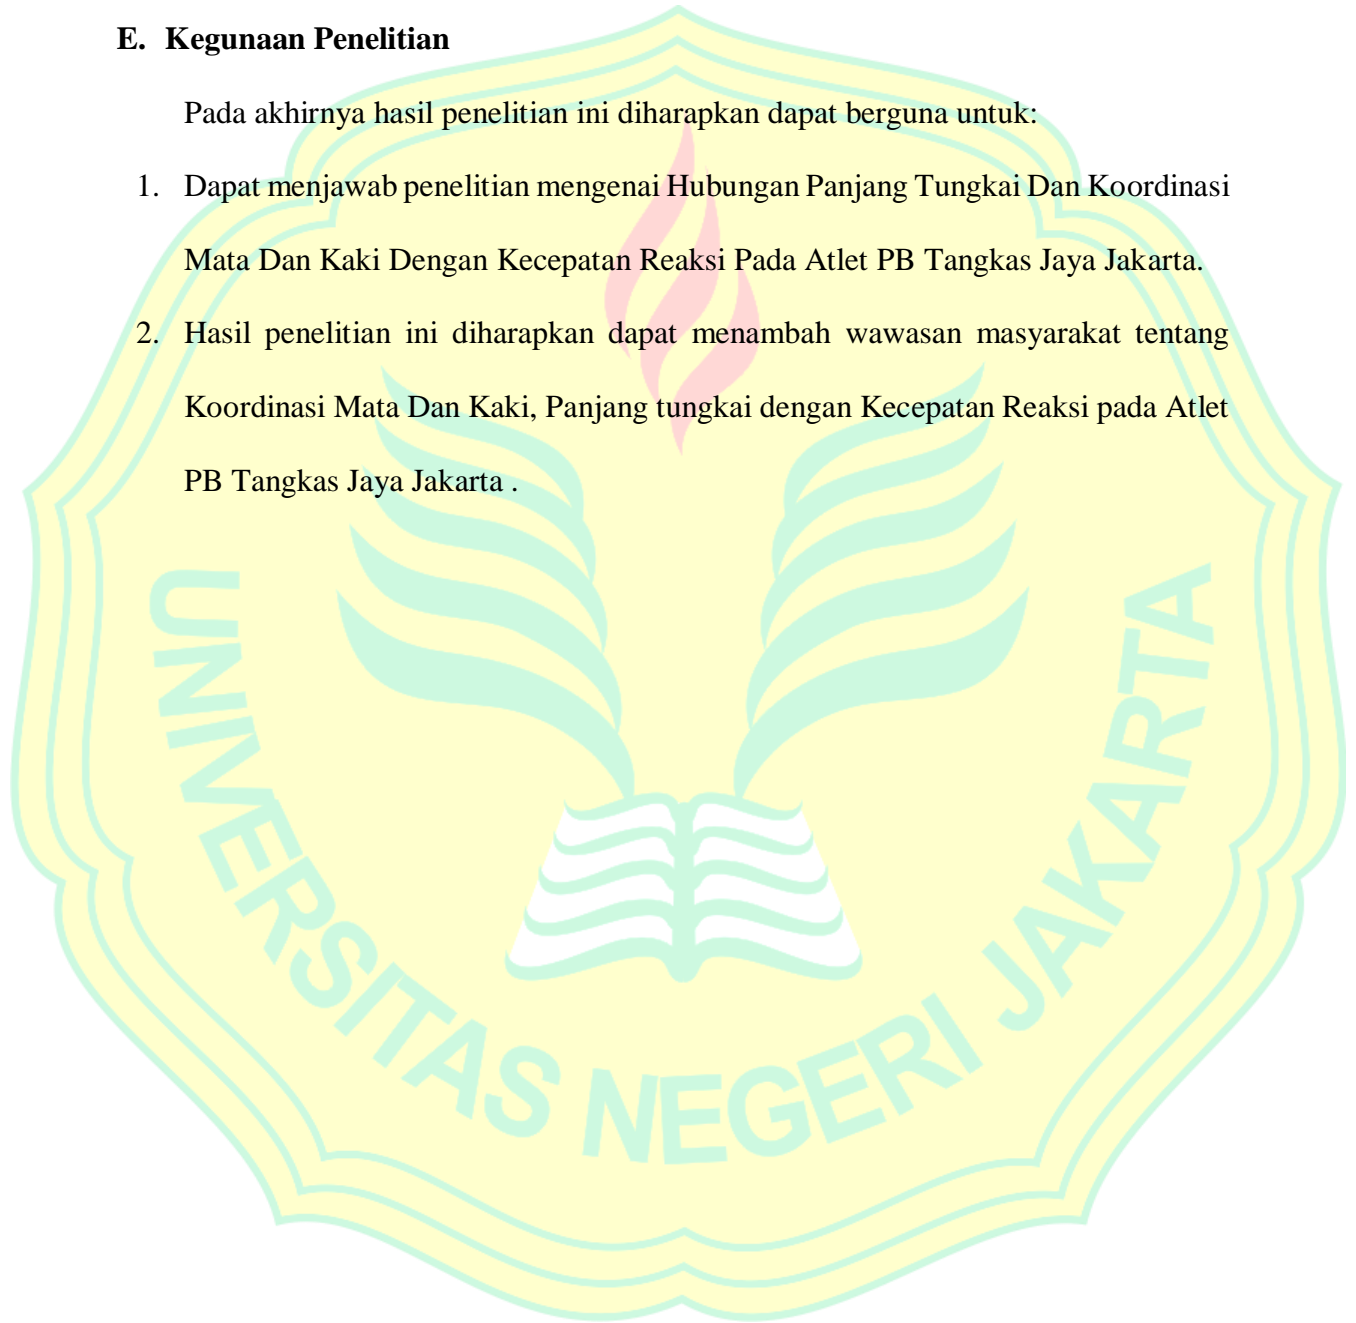 E. Kegunaan Penelitian
Pada akhirnya hasil penelitian ini diharapkan dapat berguna untuk:
1. Dapat menjawab penelitian mengenai Hubungan Panjang Tungkai Dan Koordinasi
Mata Dan Kaki Dengan Kecepatan Reaksi Pada Atlet PB Tangkas Jaya Jakarta.
2. Hasil penelitian ini diharapkan dapat menambah wawasan masyarakat tentang
Koordinasi Mata Dan Kaki, Panjang tungkai dengan Kecepatan Reaksi pada Atlet
PB Tangkas Jaya Jakarta .
UNIVERSITAS NEGERI JAKARTA